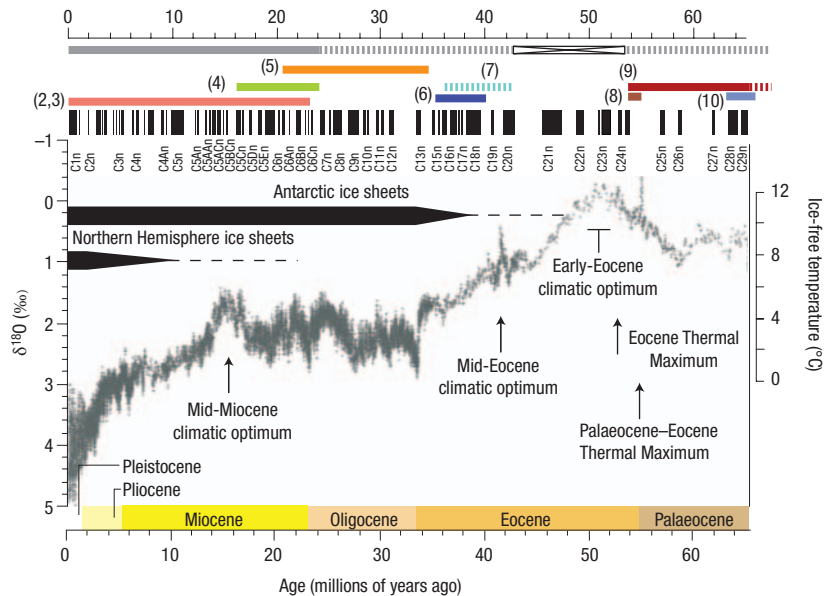 0 10 20 30 40 50 60
(9)
(5)
(7)
(4)
(8)
(2,3)
(6)
(10)
C1n C2n C3n C4n C4An C5n C5An C5AAn C5ACn C5BCn C5Cn C5Dn C5En C6n C6An C6Bn C6Cn C7n C8n C9n C10n C11n C12n C13n C15n C16n C17n C18n C19n C20n C21n C22n C23n C24n C25n C26n C27n C28n C29n
–1
0
1
2
3
4
5
δ¹⁸O (‰)
12
8
4
0
Ice-free temperature (°C)
Antarctic ice sheets
Northern Hemisphere ice sheets
Early-Eocene
climatic optimum
Eocene Thermal
Maximum
Mid-Eocene
climatic optimum
Mid-Miocene
climatic optimum
Palaeocene–Eocene
Thermal Maximum
Pleistocene
Pliocene
Miocene Oligocene Eocene Palaeocene
0 10 20 30 40 50 60
Age (millions of years ago)